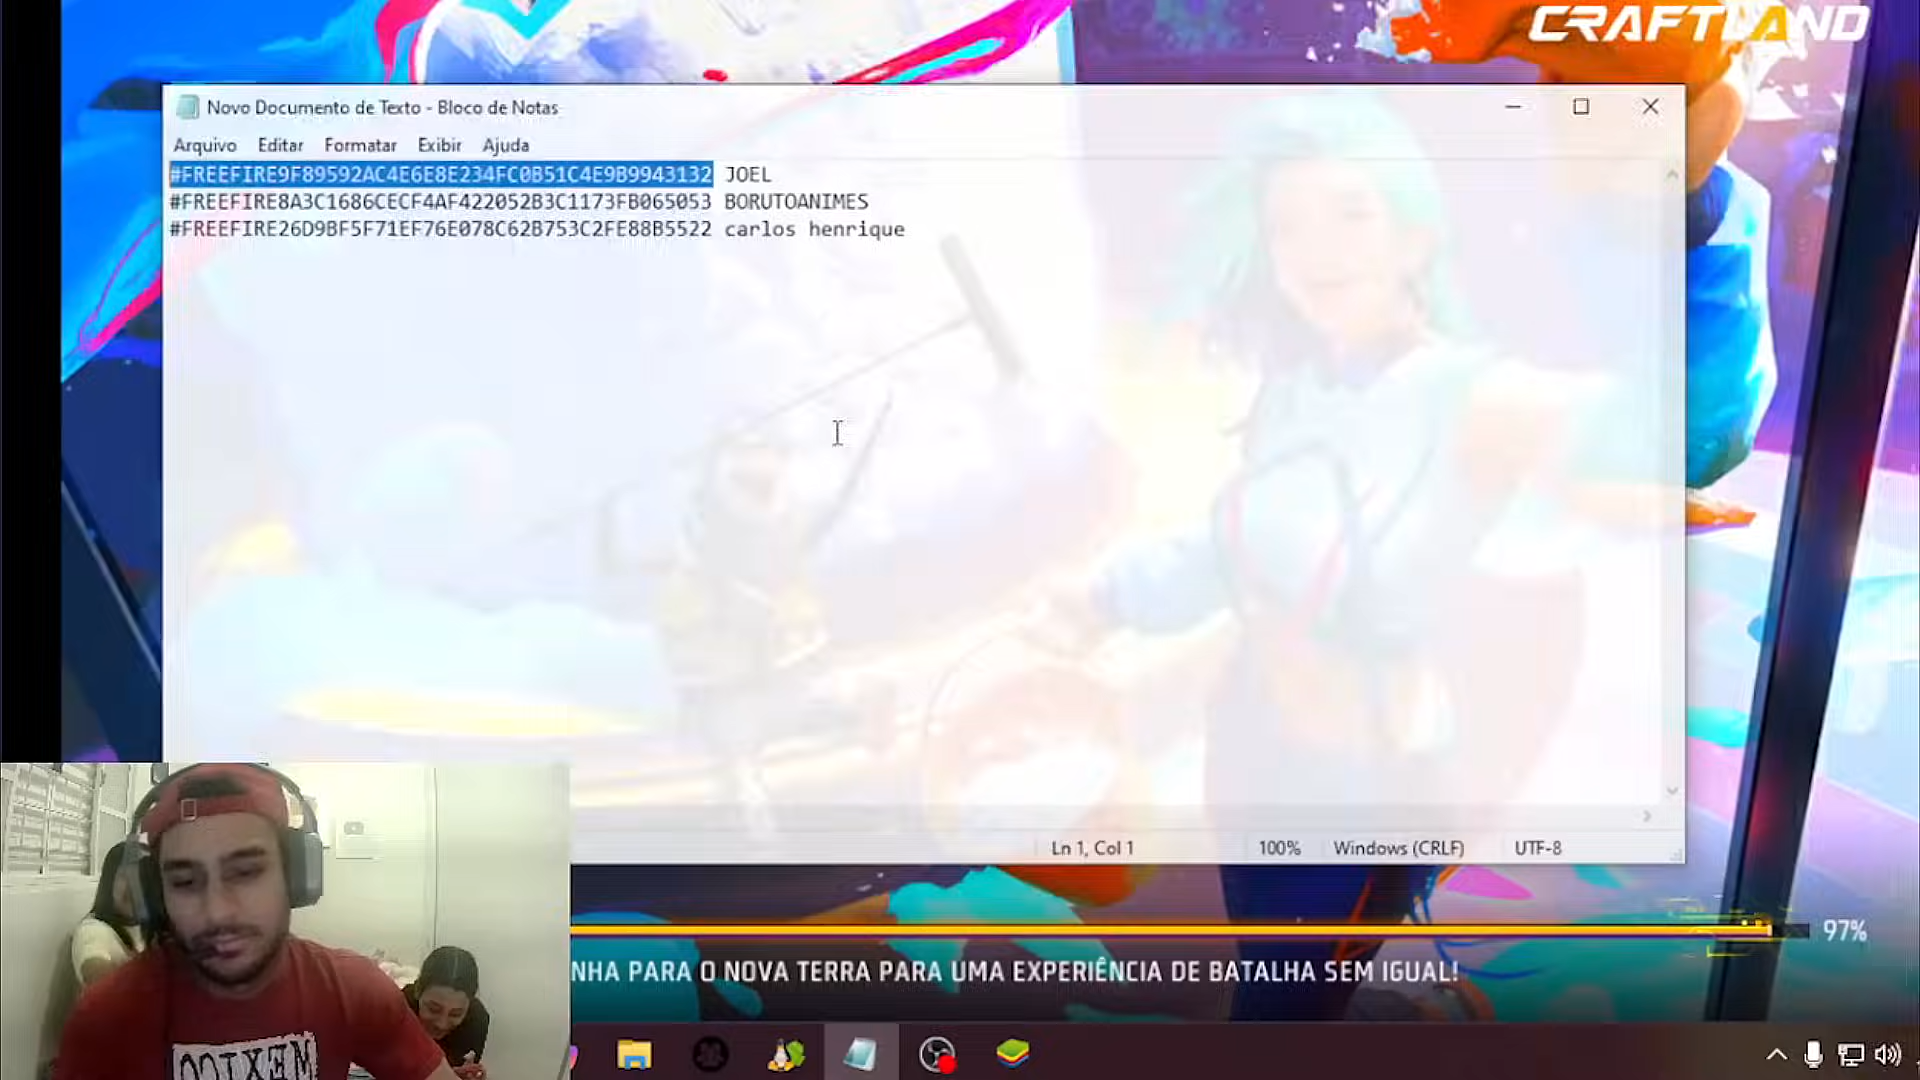 CRAFTLAND
Novo Documento de Texto - Bloco de Notas
Arquivo Editar Formatar Exibir Ajuda
#FREEFIRE9F89592AC4E6E8E234FC0B51C4E9B9943132 JOEL
#FREEFIRE8A3C1686CECF4AF422052B3C1173FB065053 BORUTOANIMES
#FREEFIRE26D9BF5F71EF76E078C62B753C2FE88B5522 carlos henrique
Ln 1, Col 1 100% Windows (CRLF) UTF-8
97%
NHA PARA O NOVA TERRA PARA UMA EXPERIÊNCIA DE BATALHA SEM IGUAL!
MEXICO